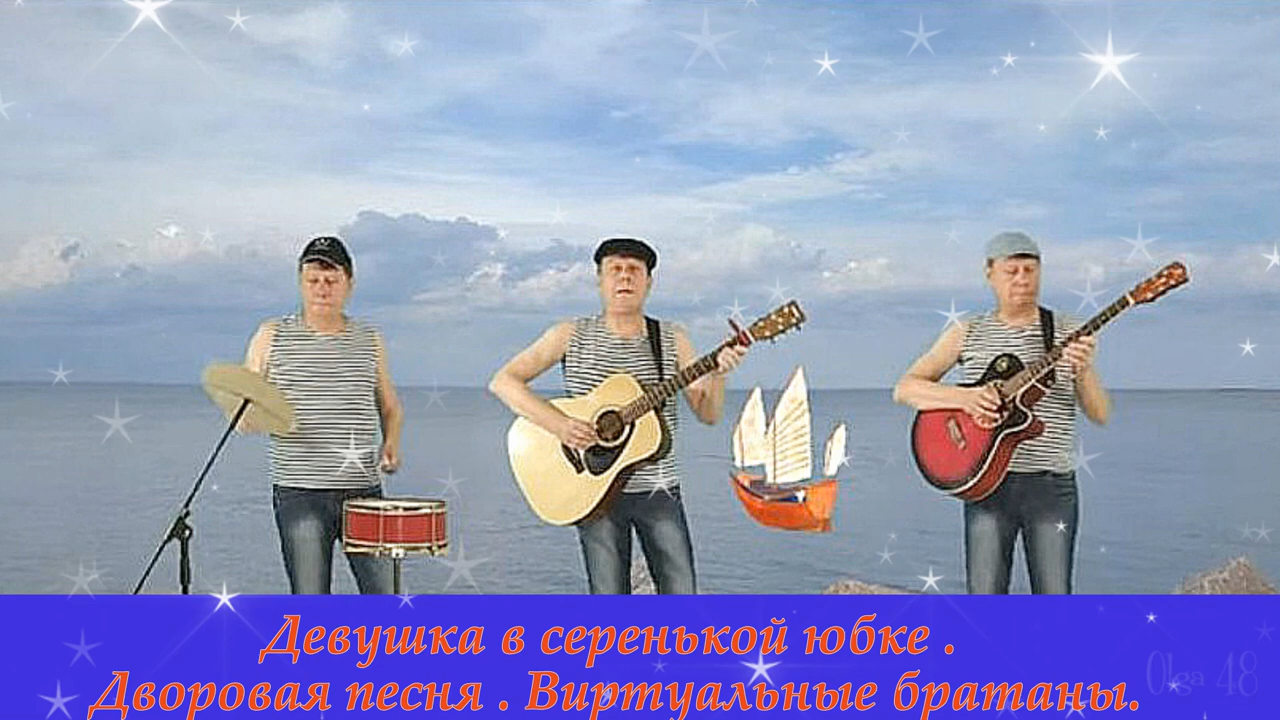 Девушка в серенькой юбке .
Дворовая песня . Виртуальные братаны.
Olga 48